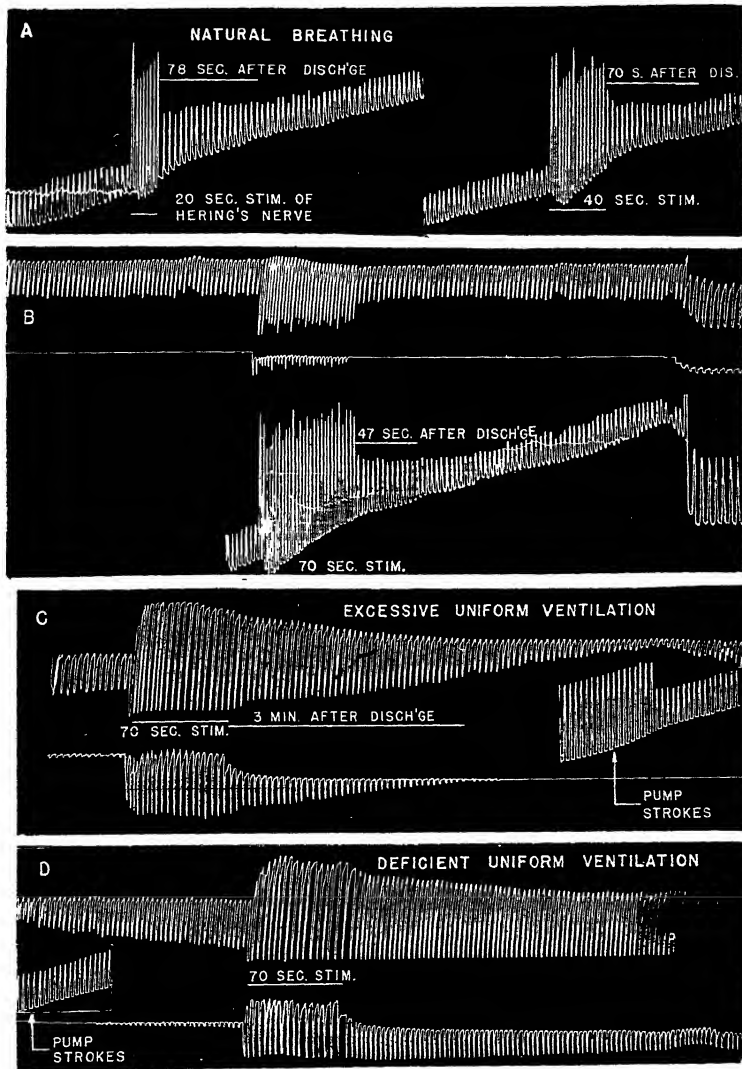 A
NATURAL BREATHING
78 SEC. AFTER DISCH'GE
70 S. AFTER DIS.
20 SEC. STIM. OF
HERING'S NERVE
40 SEC. STIM.
B
47 SEC. AFTER DISCH'GE
70 SEC. STIM.
C
EXCESSIVE UNIFORM VENTILATION
70 SEC. STIM.
3 MIN. AFTER DISCH'GE
PUMP
STROKES
D
DEFICIENT UNIFORM VENTILATION
70 SEC. STIM.
PUMP
STROKES